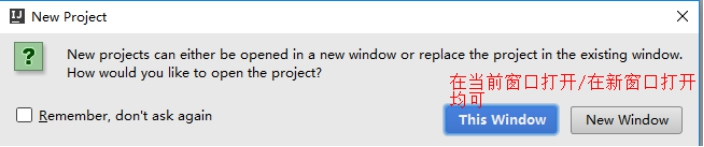 New Project
New projects can either be opened in a new window or replace the project in the existing window.
How would you like to open the project?
在当前窗口打开/在新窗口打开
均可
Remember, don't ask again
This Window
New Window